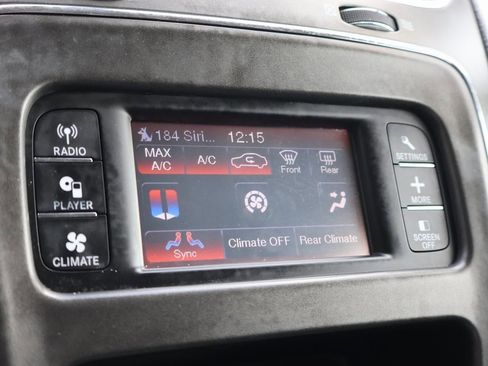 184 Siri... 12:15
RADIO
MAX A/C
A/C
Front
Rear
SETTINGS
PLAYER
MORE
CLIMATE
Sync
Climate OFF
Rear Climate
SCREEN OFF